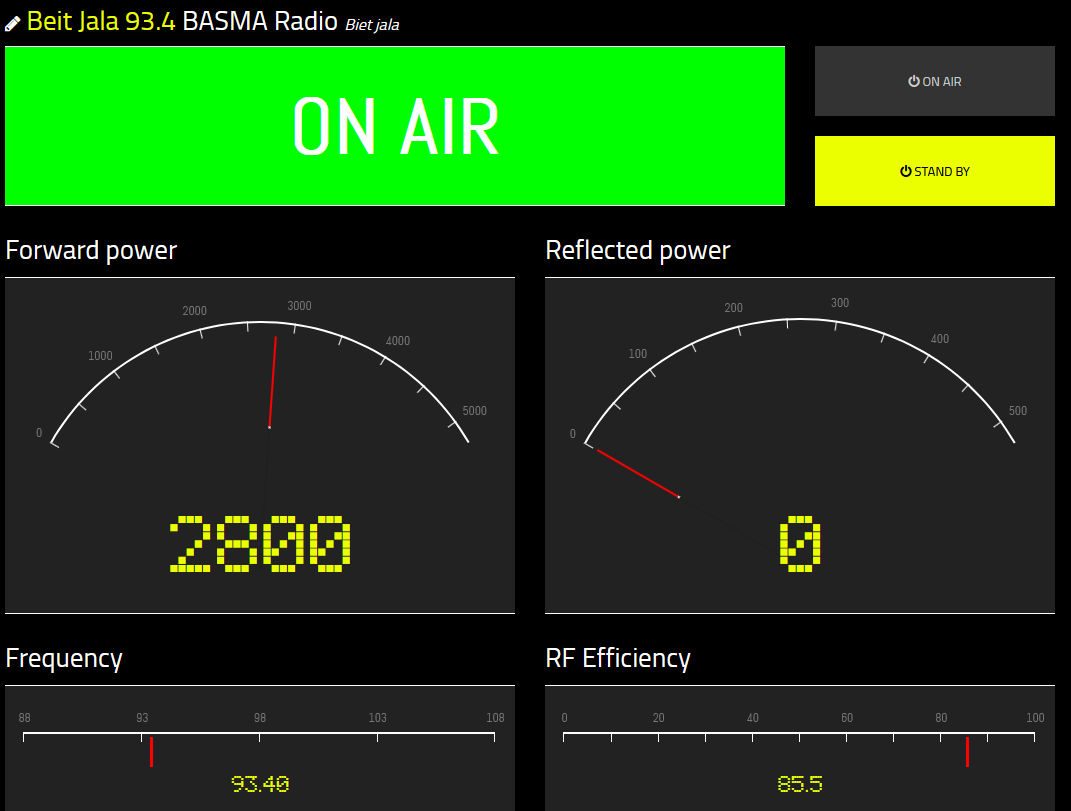 Beit Jala 93.4 BASMA Radio Biet jala
ON AIR
ON AIR
STAND BY
Forward power
Reflected power
0 1000 2000 3000 4000 5000
2800
0 100 200 300 400 500
0
Frequency
RF Efficiency
88 93 98 103 108
93.40
0 20 40 60 80 100
85.5